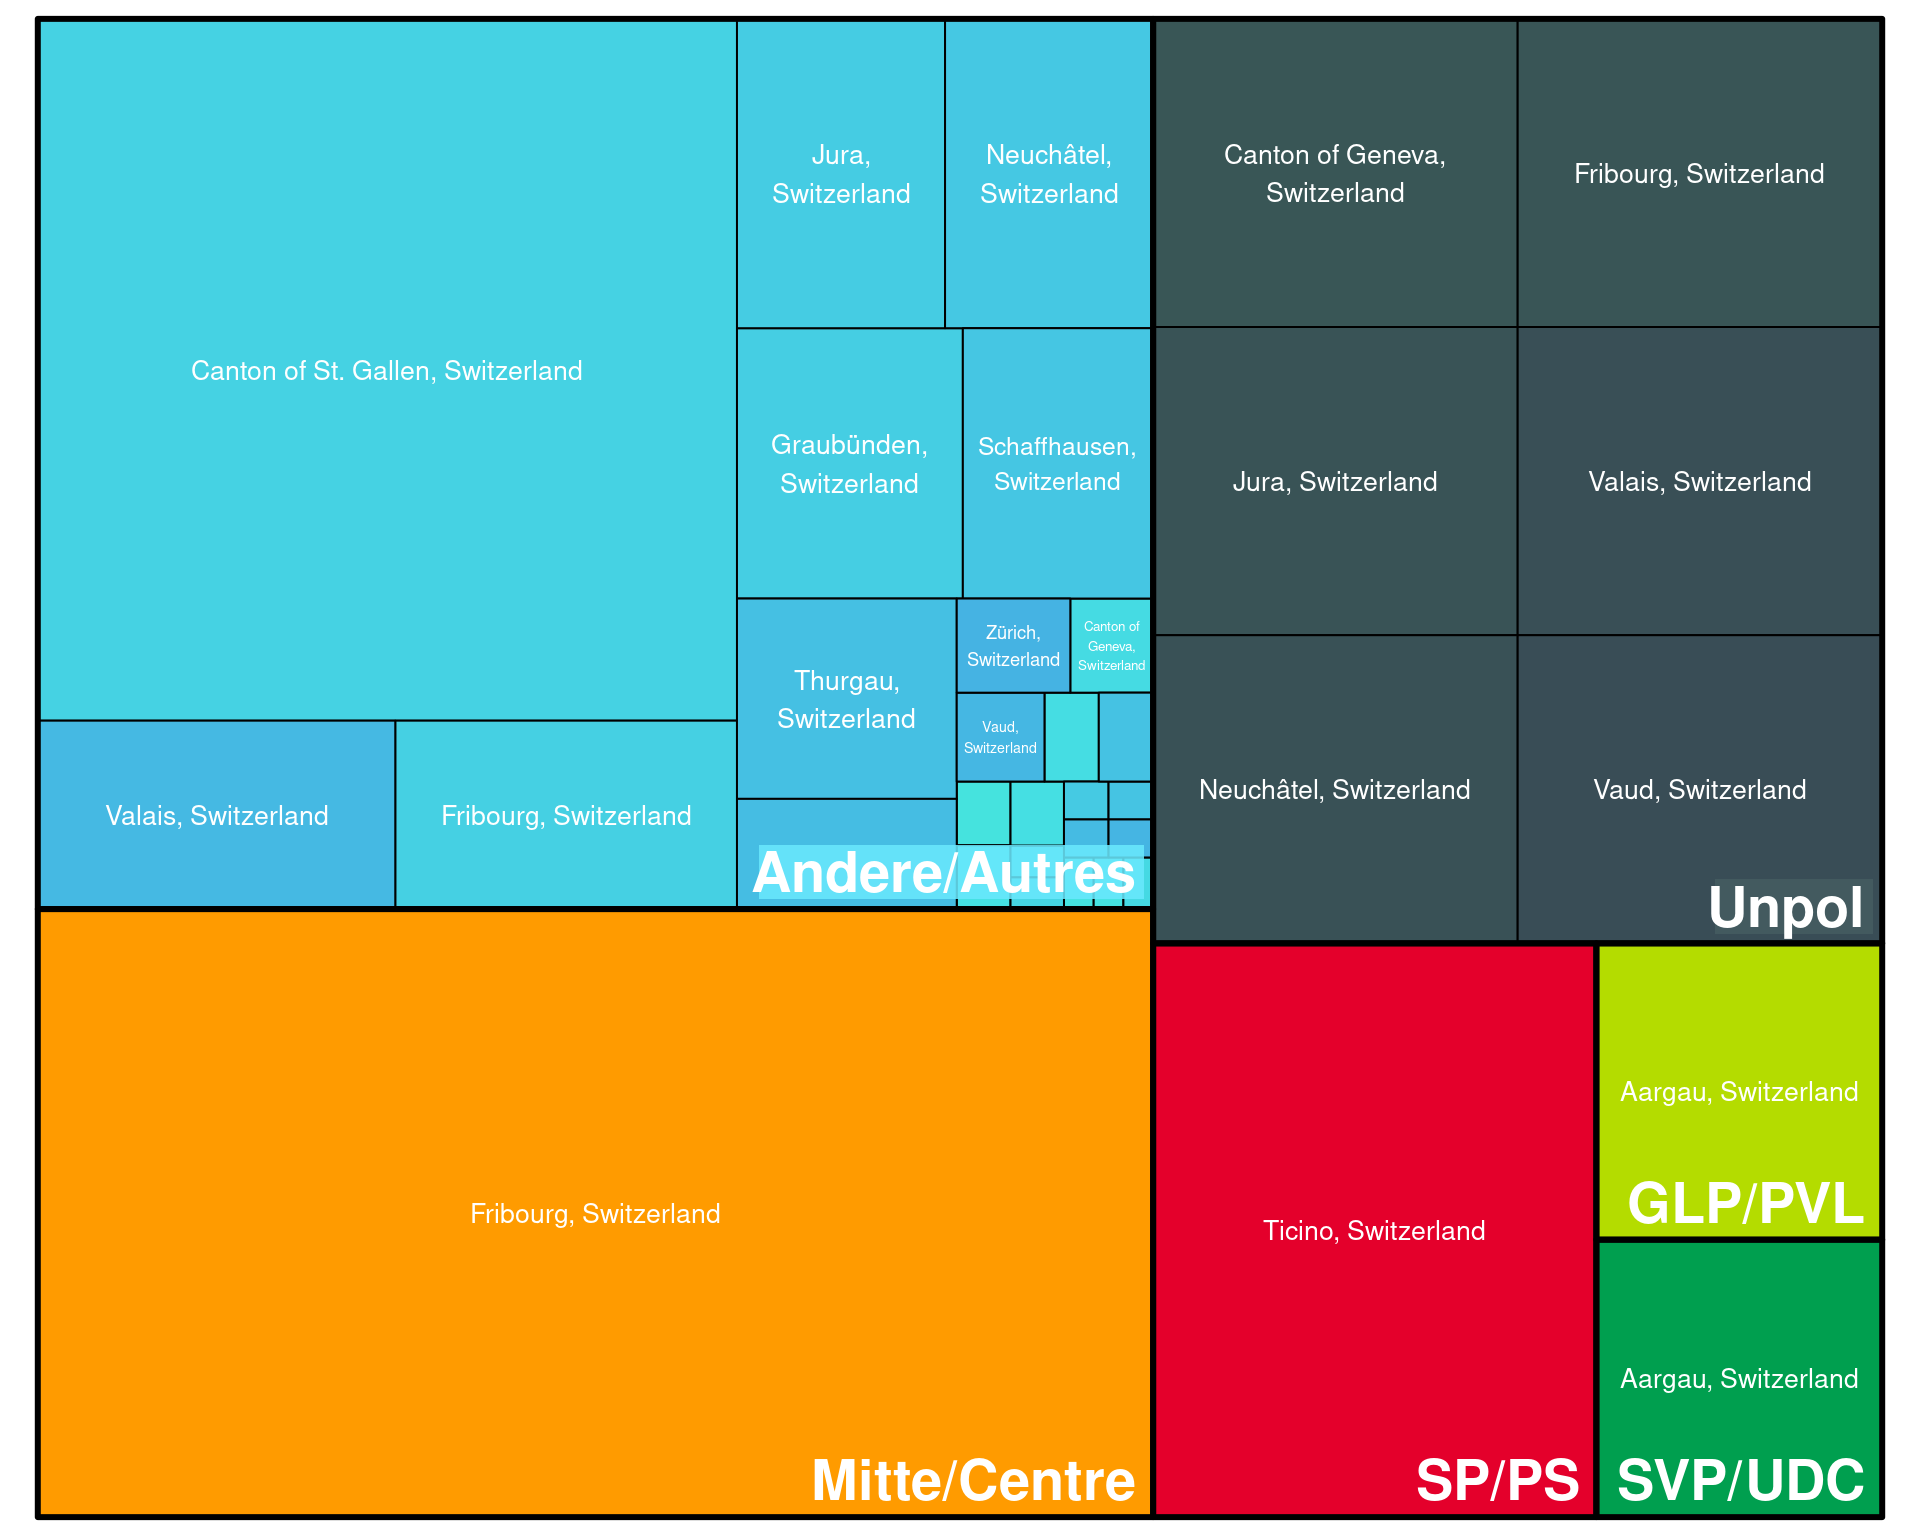 Jura,
Switzerland
Neuchâtel,
Switzerland
Canton of St. Gallen, Switzerland
Graubünden,
Switzerland
Schaffhausen,
Switzerland
Thurgau,
Switzerland
Zürich,
Switzerland
Canton of
Geneva,
Switzerland
Vaud,
Switzerland
Valais, Switzerland
Fribourg, Switzerland
Andere/Autres
Canton of Geneva,
Switzerland
Fribourg, Switzerland
Jura, Switzerland
Valais, Switzerland
Neuchâtel, Switzerland
Vaud, Switzerland
Unpol
Fribourg, Switzerland
Mitte/Centre
Ticino, Switzerland
SP/PS
Aargau, Switzerland
GLP/PVL
Aargau, Switzerland
SVP/UDC